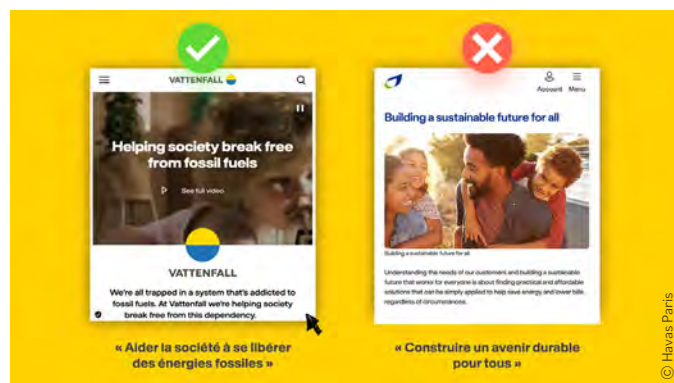 VATTENFALL
Helping society break free
from fossil fuels
See full video
VATTENFALL
We're all trapped in a system that's addicted to
fossil fuels. At Vattenfall we're helping society
break free from this dependency.
« Aider la société à se libérer
des énergies fossiles »
Account Menu
Building a sustainable future for all
Building a sustainable future for all
Understanding the needs of our customers and building a sustainable
future that works for everyone is about finding practical and affordable
solutions that can be simply applied to help save energy, and lower bills,
regardless of circumstances.
« Construire un avenir durable
pour tous »
© Havas Paris